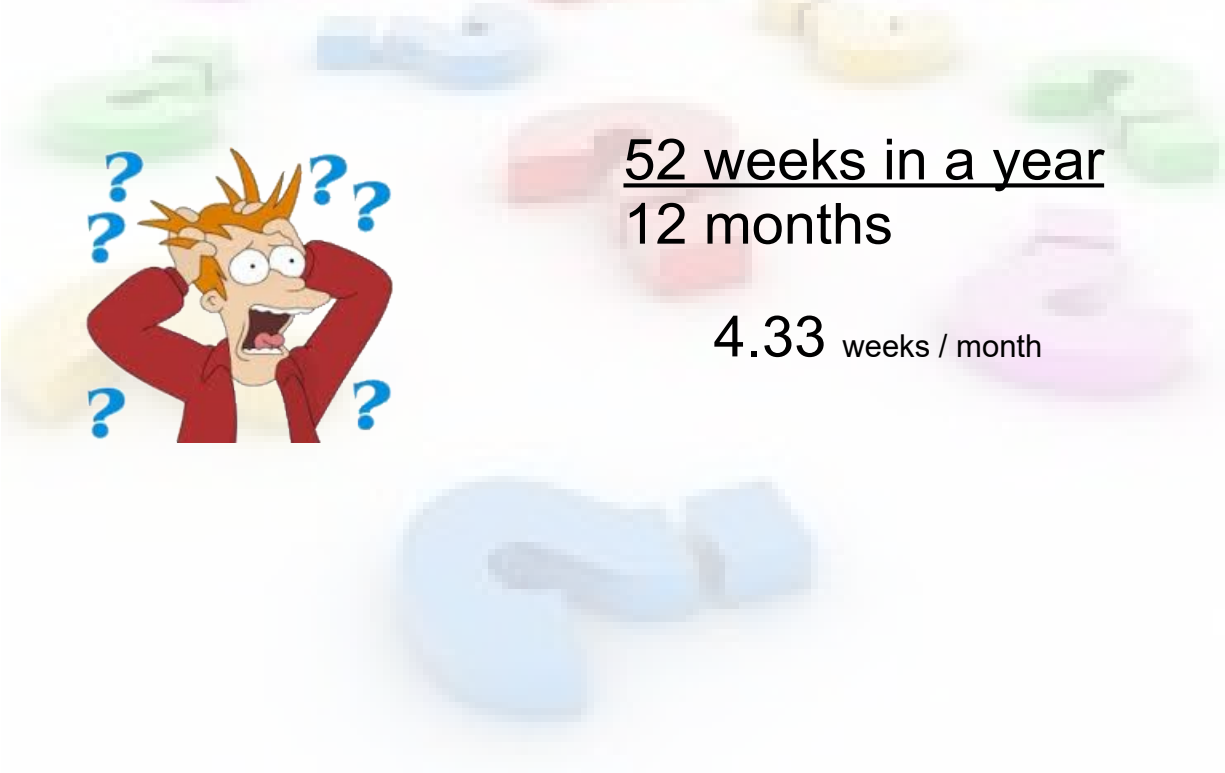 ? ? ?
?
52 weeks in a year
12 months
4.33 weeks / month
? ?